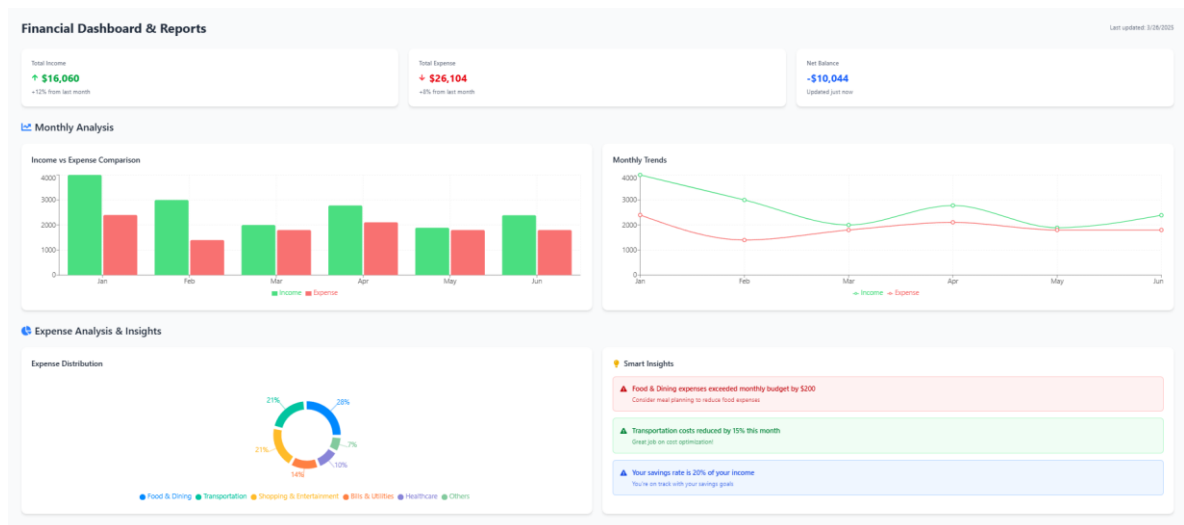 Financial Dashboard & Reports
Last updated: 3/28/2025
Total Income
↑ $16,060
+12% from last month
Total Expense
↓ $26,104
+8% from last month
Net Balance
-$10,044
Updated just now
Monthly Analysis
Income vs Expense Comparison
4000
3000
2000
1000
0
Jan Feb Mar Apr May Jun
Income Expense
Monthly Trends
4000
3000
2000
1000
0
Jan Feb Mar Apr May Jun
Income Expense
Expense Analysis & Insights
Expense Distribution
21% 28%
7%
21%
10%
14%
Food & Dining Transportation Shopping & Entertainment Bills & Utilities Healthcare Others
Smart Insights
Food & Dining expenses exceeded monthly budget by $200
Consider meal planning to reduce food expenses
Transportation costs reduced by 15% this month
Great job on cost optimization!
Your savings rate is 20% of your income
You're on track with your savings goals